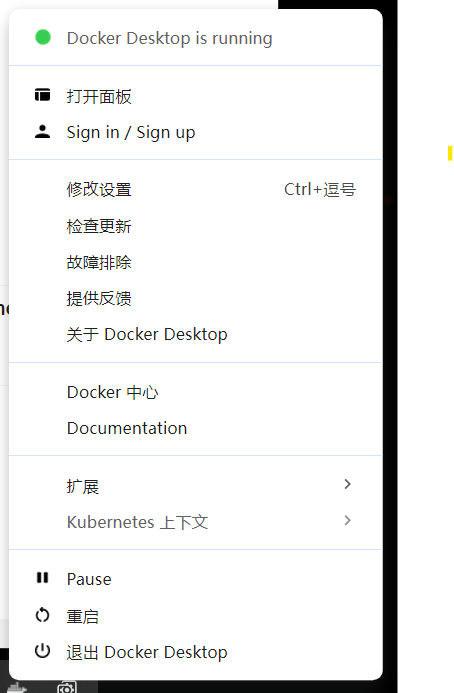 Docker Desktop is running
打开面板
Sign in / Sign up
修改设置 Ctrl+逗号
检查更新
故障排除
提供反馈
关于 Docker Desktop
Docker 中心
Documentation
扩展
Kubernetes 上下文
Pause
重启
退出 Docker Desktop